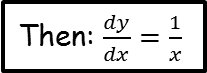 Then: dy/dx = 1/x